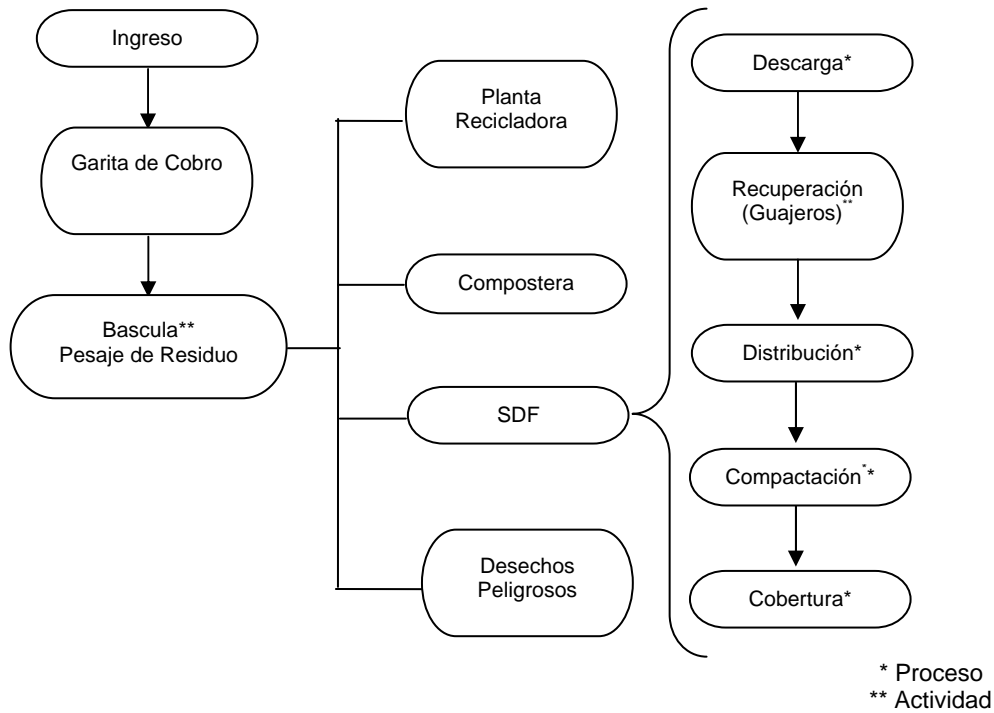 Ingreso
Garita de Cobro
Bascula**
Pesaje de Residuo
Planta
Recicladora
Compostera
SDF
Desechos
Peligrosos
Descarga*
Recuperación
(Guajeros)**
Distribución*
Compactación**
Cobertura*
* Proceso
** Actividad